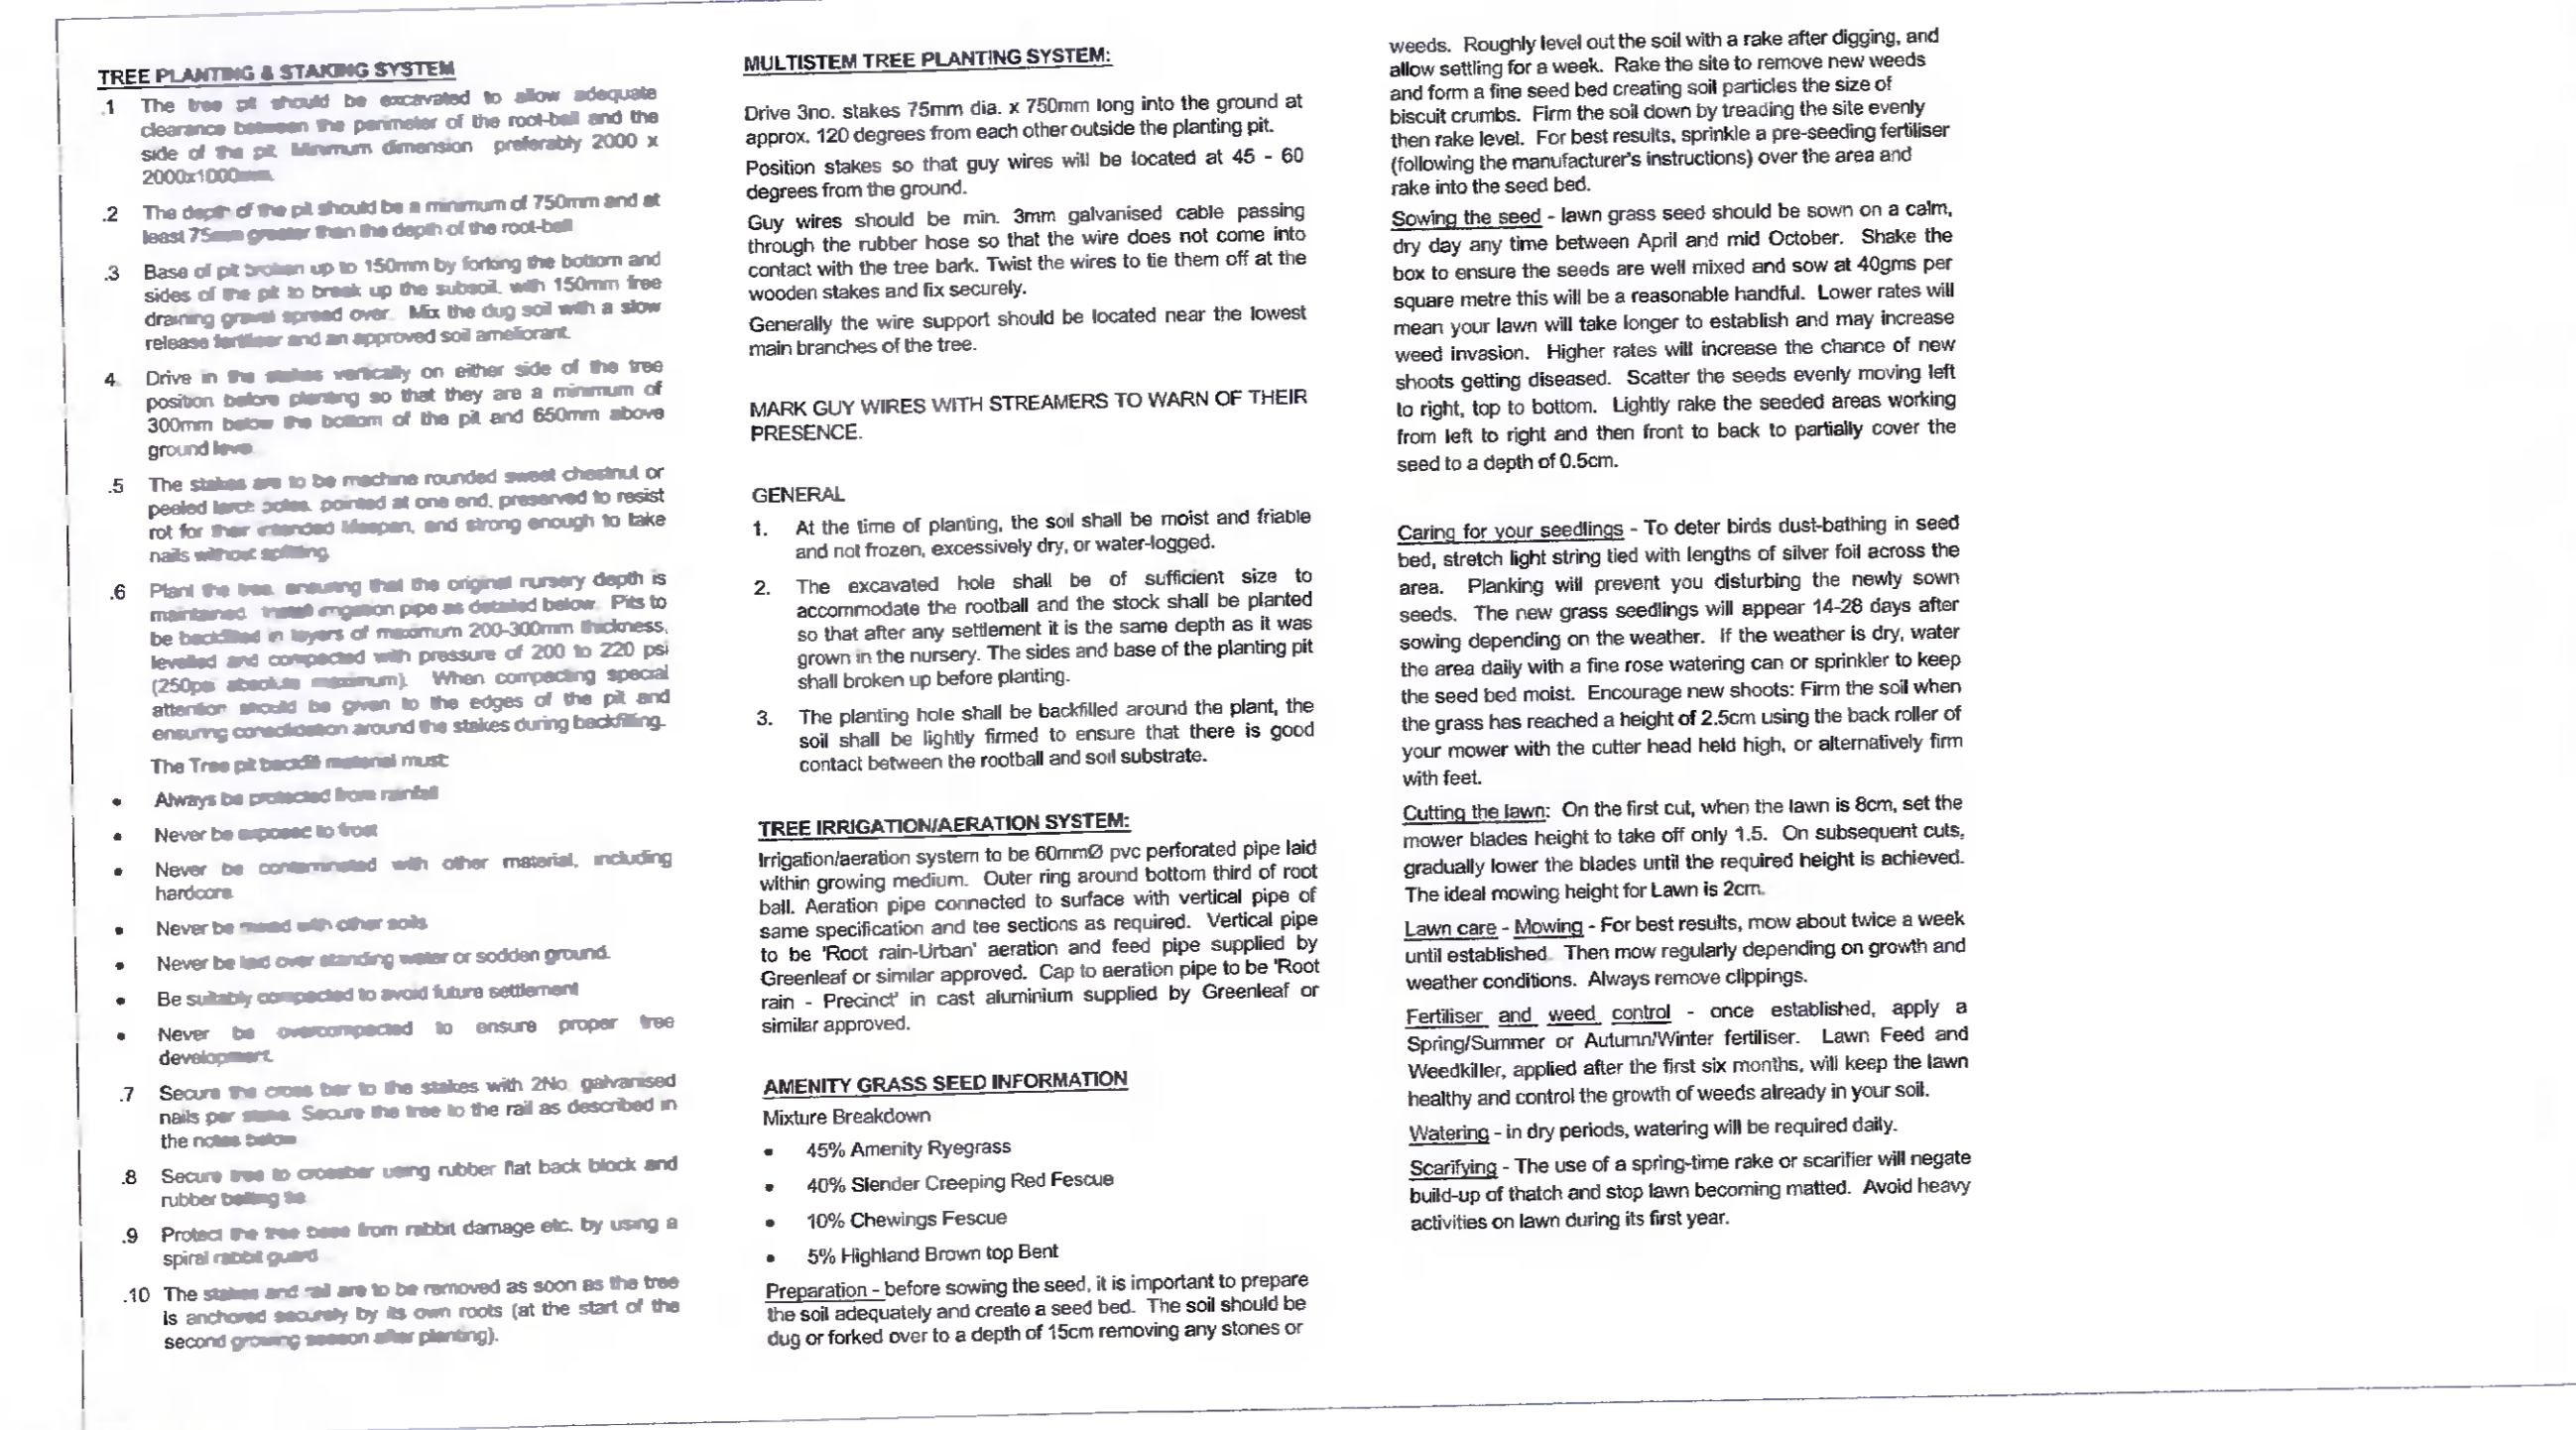 TREE PLANTING & STAKING SYSTEM
.1 The tree pit should be excavated to allow adequate
clearance between the perimeter of the root-ball and the
side of the pit. Minimum dimension preferably 2000 x
2000x1000mm.
.2 The depth of the pit should be a minimum of 750mm and at
least 75mm greater than the depth of the root-ball
.3 Base of pit broken up to 150mm by forking the bottom and
sides of the pit to break up the subsoil, with 150mm free
draining gravel spread over. Mix the dug soil with a slow
release fertiliser and an approved soil ameliorant.
4. Drive in the stakes vertically on either side of the tree
position before planting so that they are a minimum of
300mm below the bottom of the pit and 650mm above
ground level
.5 The stakes are to be machine rounded sweet chestnut or
peeled larch poles, pointed at one end, preserved to resist
rot for their intended lifespan, and strong enough to take
nails without splitting
.6 Plant the tree, ensuring that the original nursery depth is
maintained. Install irrigation pipe as detailed below. Pits to
be backfilled in layers of maximum 200-300mm thickness,
levelled and compacted with pressure of 200 to 220 psi
(250psi absolute maximum). When compacting special
attention should be given to the edges of the pit and
ensuring consolidation around the stakes during backfilling.
The Tree pit backfill material must:
• Always be protected from rainfall
• Never be exposed to frost
• Never be contaminated with other material, including
hardcore.
• Never be mixed with other soils
• Never be laid over standing water or sodden ground.
• Be suitably compacted to avoid future settlement
• Never be overcompacted to ensure proper tree
development.
.7 Secure the cross bar to the stakes with 2No. galvanised
nails per stake. Secure the tree to the rail as described in
the notes below
.8 Secure tree to crossbar using rubber flat back block and
rubber belting tie
.9 Protect the tree base from rabbit damage etc. by using a
spiral rabbit guard
.10 The stakes and rail are to be removed as soon as the tree
is anchored securely by its own roots (at the start of the
second growing season after planting).
MULTISTEM TREE PLANTING SYSTEM:
Drive 3no. stakes 75mm dia. x 750mm long into the ground at
approx. 120 degrees from each other outside the planting pit.
Position stakes so that guy wires will be located at 45 - 60
degrees from the ground.
Guy wires should be min. 3mm galvanised cable passing
through the rubber hose so that the wire does not come into
contact with the tree bark. Twist the wires to tie them off at the
wooden stakes and fix securely.
Generally the wire support should be located near the lowest
main branches of the tree.
MARK GUY WIRES WITH STREAMERS TO WARN OF THEIR
PRESENCE.
GENERAL
1. At the time of planting, the soil shall be moist and friable
and not frozen, excessively dry, or water-logged.
2. The excavated hole shall be of sufficient size to
accommodate the rootball and the stock shall be planted
so that after any settlement it is the same depth as it was
grown in the nursery. The sides and base of the planting pit
shall broken up before planting.
3. The planting hole shall be backfilled around the plant, the
soil shall be lightly firmed to ensure that there is good
contact between the rootball and soil substrate.
TREE IRRIGATION/AERATION SYSTEM:
Irrigation/aeration system to be 60mmØ pvc perforated pipe laid
within growing medium. Outer ring around bottom third of root
ball. Aeration pipe connected to surface with vertical pipe of
same specification and tee sections as required. Vertical pipe
to be 'Root rain-Urban' aeration and feed pipe supplied by
Greenleaf or similar approved. Cap to aeration pipe to be 'Root
rain - Precinct' in cast aluminium supplied by Greenleaf or
similar approved.
AMENITY GRASS SEED INFORMATION
Mixture Breakdown
• 45% Amenity Ryegrass
• 40% Slender Creeping Red Fescue
• 10% Chewings Fescue
• 5% Highland Brown top Bent
Preparation - before sowing the seed, it is important to prepare
the soil adequately and create a seed bed. The soil should be
dug or forked over to a depth of 15cm removing any stones or
weeds. Roughly level out the soil with a rake after digging, and
allow settling for a week. Rake the site to remove new weeds
and form a fine seed bed creating soil particles the size of
biscuit crumbs. Firm the soil down by treading the site evenly
then rake level. For best results, sprinkle a pre-seeding fertiliser
(following the manufacturer's instructions) over the area and
rake into the seed bed.
Sowing the seed - lawn grass seed should be sown on a calm,
dry day any time between April and mid October. Shake the
box to ensure the seeds are well mixed and sow at 40gms per
square metre this will be a reasonable handful. Lower rates will
mean your lawn will take longer to establish and may increase
weed invasion. Higher rates will increase the chance of new
shoots getting diseased. Scatter the seeds evenly moving left
to right, top to bottom. Lightly rake the seeded areas working
from left to right and then front to back to partially cover the
seed to a depth of 0.5cm.
Caring for your seedlings - To deter birds dust-bathing in seed
bed, stretch light string tied with lengths of silver foil across the
area. Planking will prevent you disturbing the newly sown
seeds. The new grass seedlings will appear 14-28 days after
sowing depending on the weather. If the weather is dry, water
the area daily with a fine rose watering can or sprinkler to keep
the seed bed moist. Encourage new shoots: Firm the soil when
the grass has reached a height of 2.5cm using the back roller of
your mower with the cutter head held high, or alternatively firm
with feet.
Cutting the lawn: On the first cut, when the lawn is 8cm, set the
mower blades height to take off only 1.5. On subsequent cuts,
gradually lower the blades until the required height is achieved.
The ideal mowing height for Lawn is 2cm.
Lawn care - Mowing - For best results, mow about twice a week
until established. Then mow regularly depending on growth and
weather conditions. Always remove clippings.
Fertiliser and weed control - once established, apply a
Spring/Summer or Autumn/Winter fertiliser. Lawn Feed and
Weedkiller, applied after the first six months, will keep the lawn
healthy and control the growth of weeds already in your soil.
Watering - in dry periods, watering will be required daily.
Scarifying - The use of a spring-time rake or scarifier will negate
build-up of thatch and stop lawn becoming matted. Avoid heavy
activities on lawn during its first year.